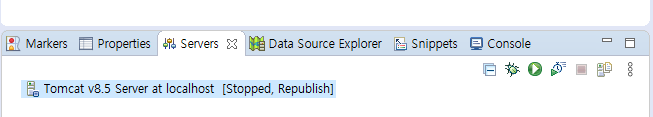 Markers Properties Servers Data Source Explorer Snippets Console
Tomcat v8.5 Server at localhost [Stopped, Republish]